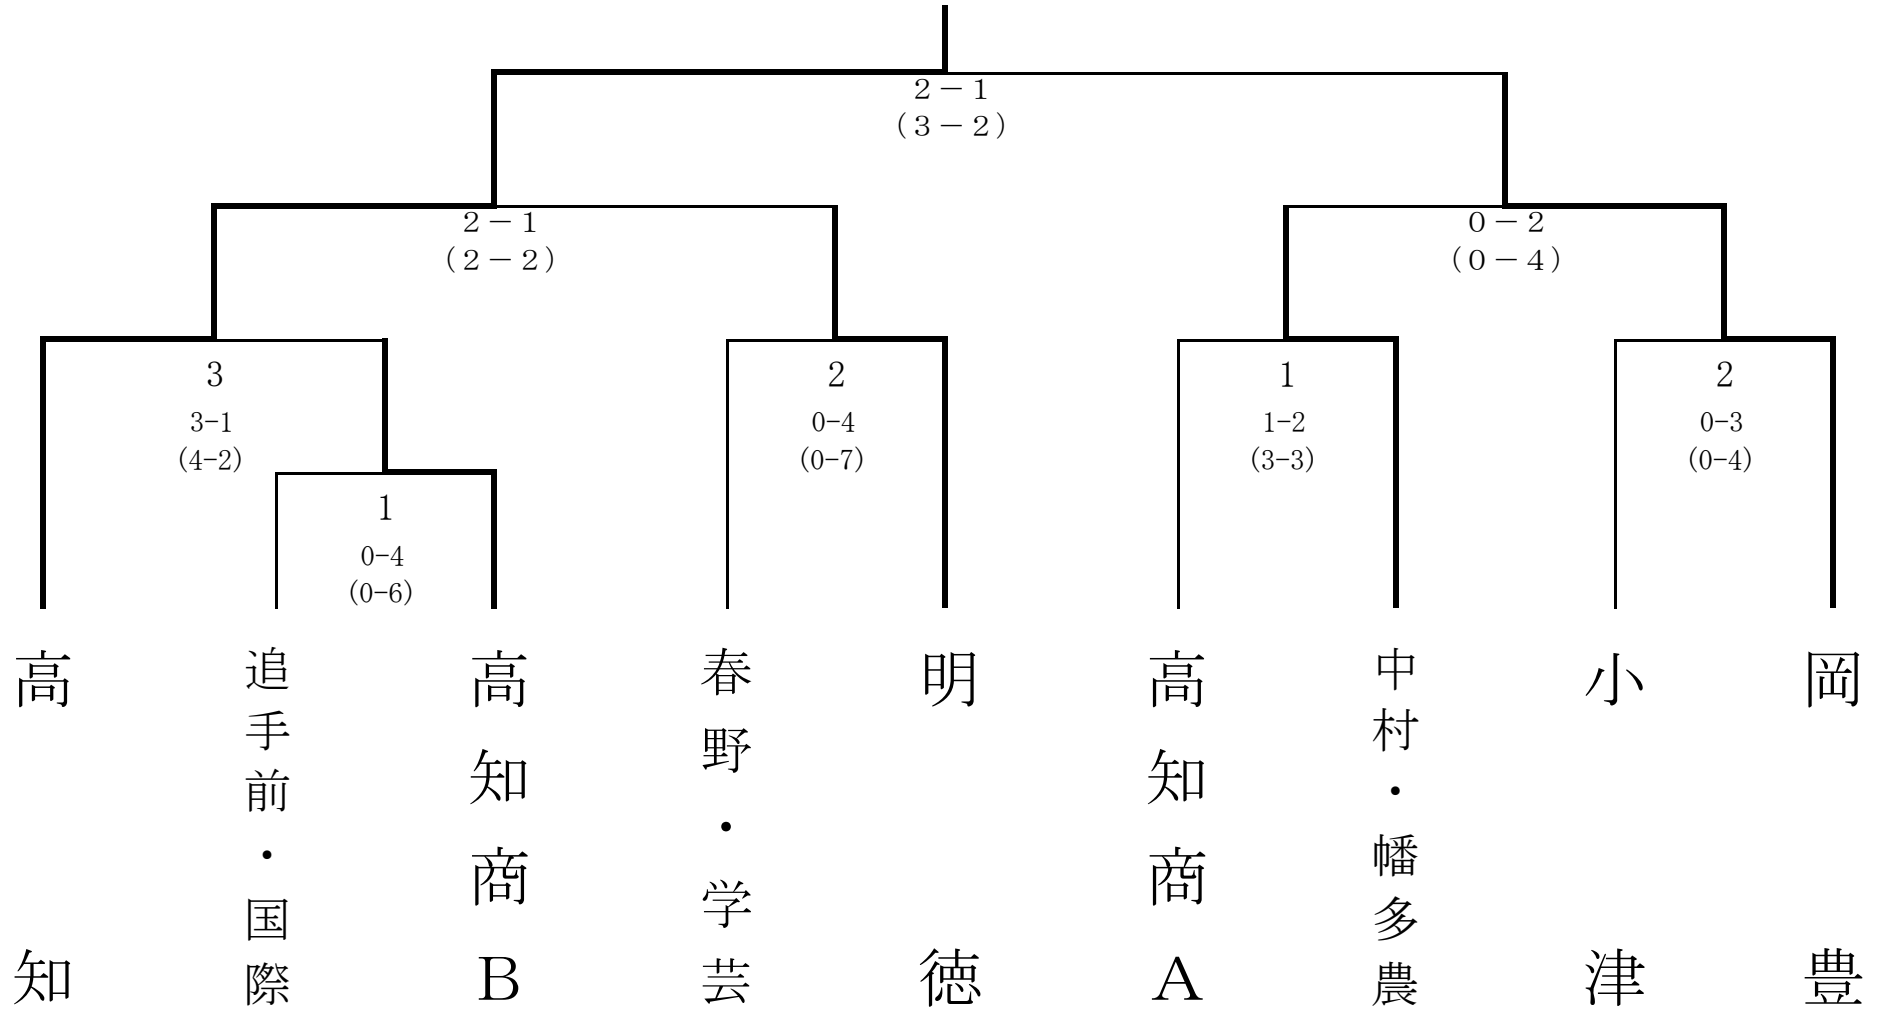 ２－１
（３－２）
２－１
（２－２）
０－２
（０－４）
3
3-1
(4-2)
2
0-4
(0-7)
1
1-2
(3-3)
2
0-3
(0-4)
1
0-4
(0-6)
高知
追手前・国際
高知商B
春野・学芸
明徳
高知商A
中村・幡多農
小津
岡豊